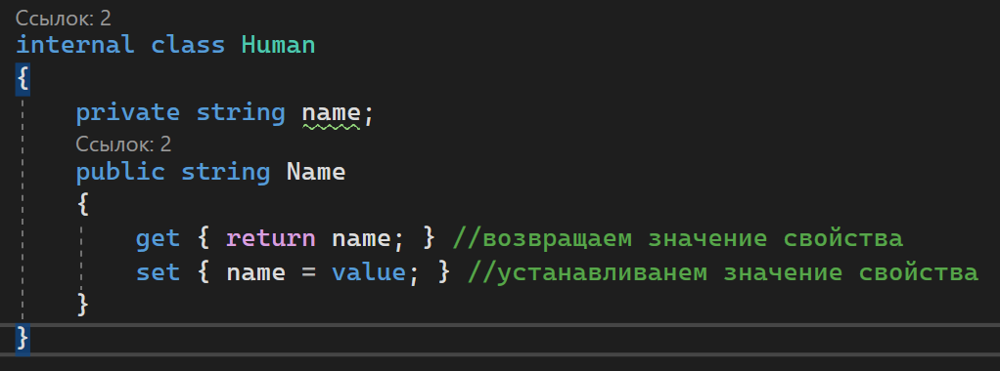 Ссылок: 2
internal class Human
{
private string name;
Ссылок: 2
public string Name
{
get { return name; } //возвращаем значение свойства
set { name = value; } //устанавливанем значение свойства
}
}